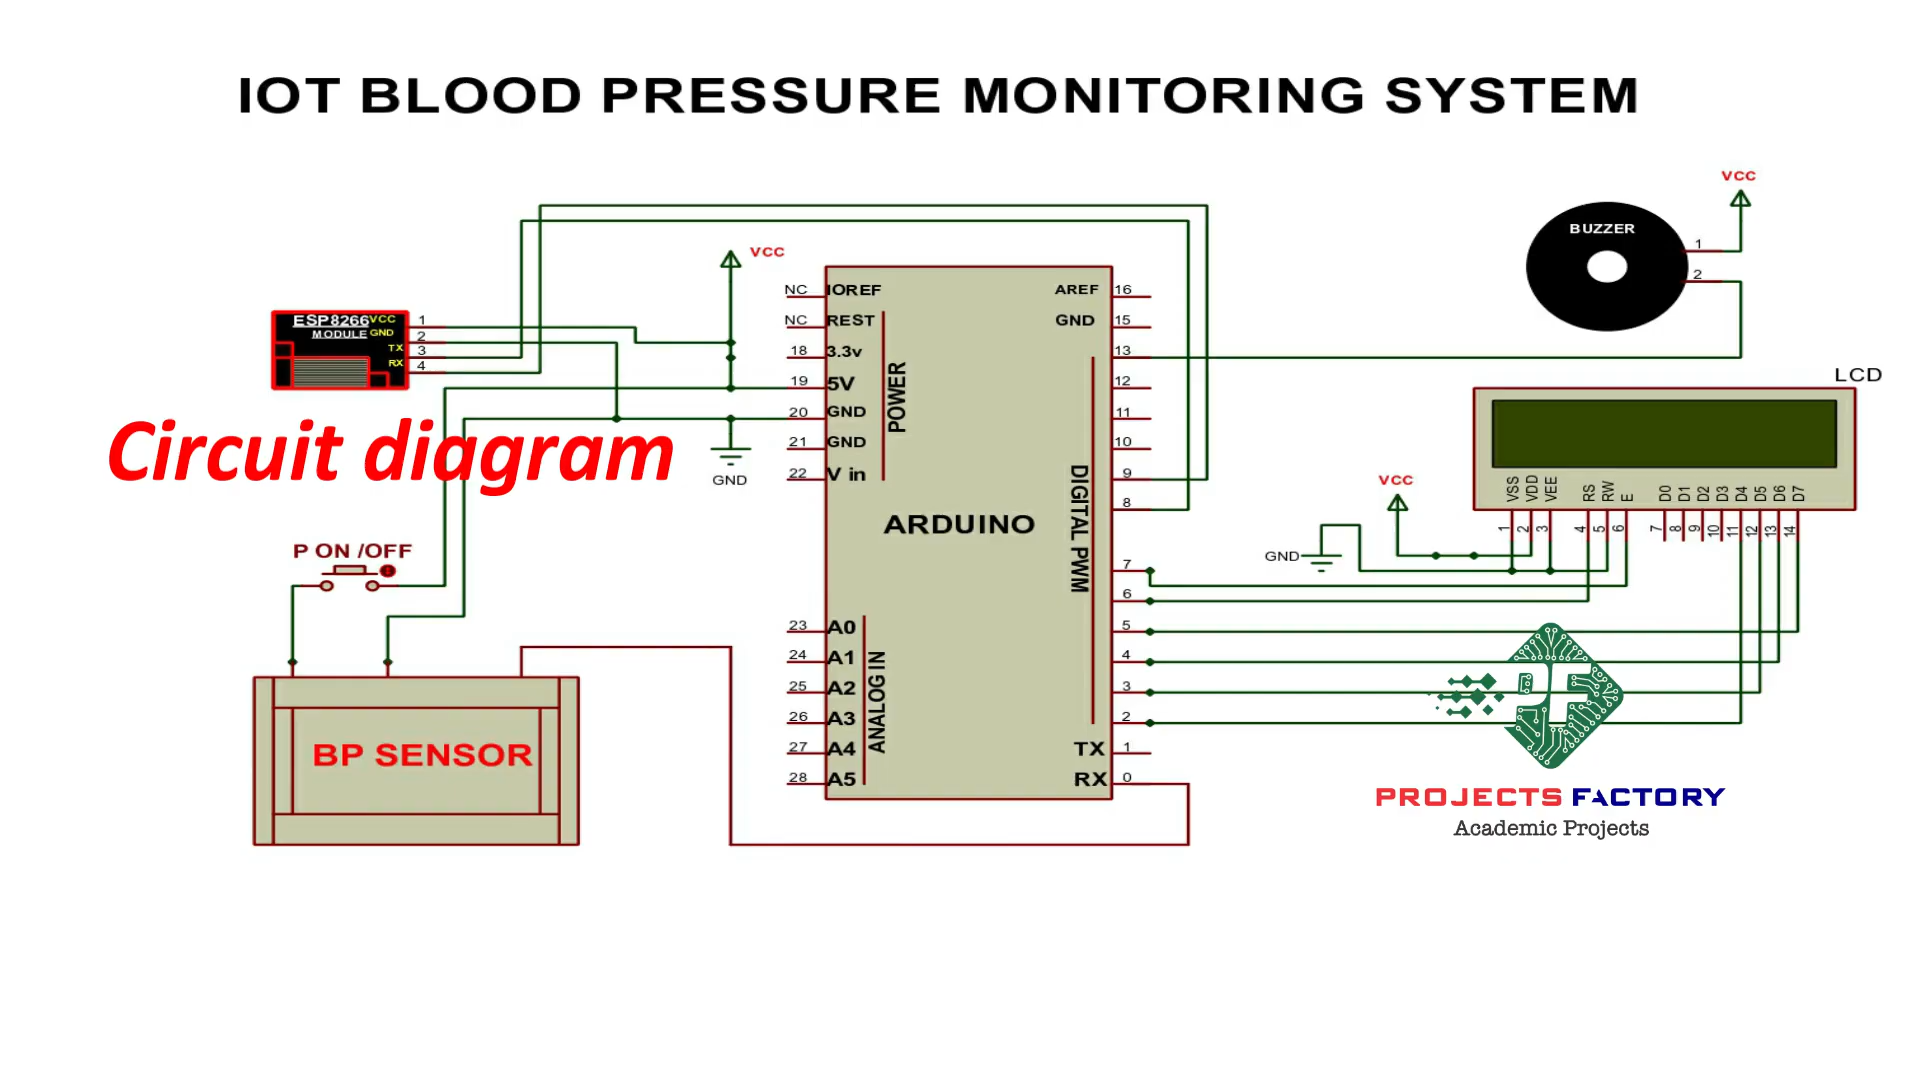 IOT BLOOD PRESSURE MONITORING SYSTEM
VCC
BUZZER
1
2
VCC
ESP8266
MODULE
VCC
GND
TX
RX
1
2
3
4
NC IOREF
NC REST
18 3.3v
19 5V
20 GND
21 GND
22 V in
POWER
GND
AREF 16
GND 15
13
12
11
10
9
8
7
6
5
4
3
2
TX 1
RX 0
DIGITAL PWM
ARDUINO
23 A0
24 A1
25 A2
26 A3
27 A4
28 A5
ANALOG IN
Circuit diagram
P ON /OFF
BP SENSOR
LCD
VSS VDD VEE RS RW E D0 D1 D2 D3 D4 D5 D6 D7
1 2 3 4 5 6 7 8 9 10 11 12 13 14
VCC
GND
PROJECTS FACTORY
Academic Projects